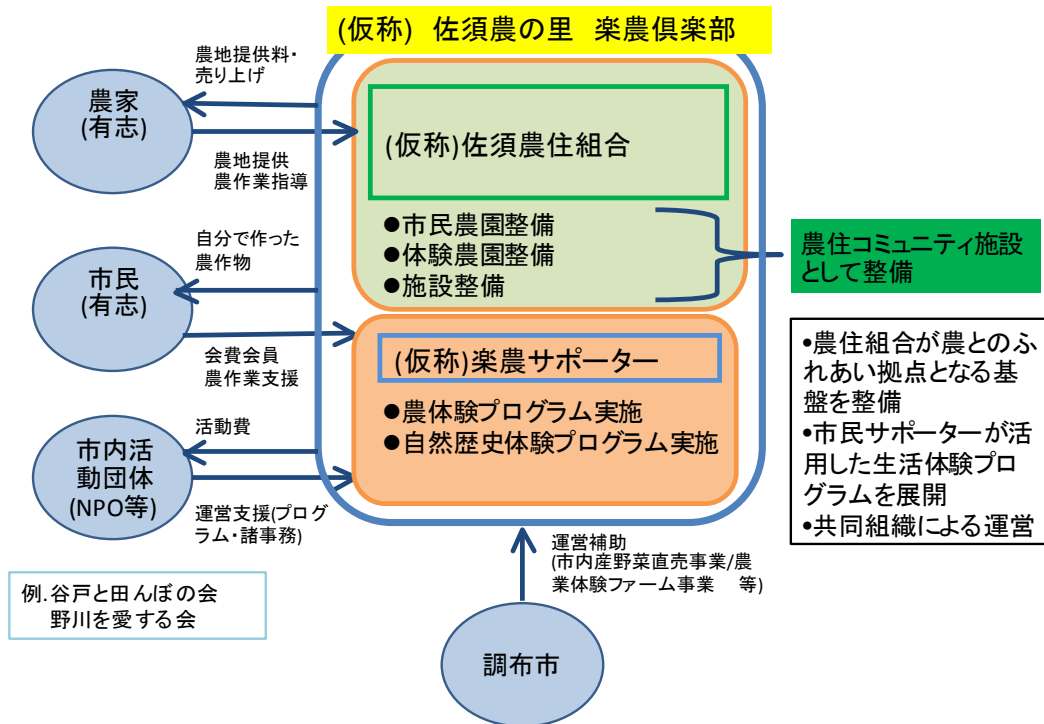 (仮称) 佐須農の里 楽農倶楽部
農地提供料・
売り上げ
農家
(有志)
農地提供
農作業指導
(仮称)佐須農住組合
●市民農園整備
●体験農園整備
●施設整備
農住コミュニティ施設
として整備
自分で作った
農作物
市民
(有志)
会費会員
農作業支援
(仮称)楽農サポーター
●農体験プログラム実施
●自然歴史体験プログラム実施
•農住組合が農とのふ
れあい拠点となる基
盤を整備
•市民サポーターが活
用した生活体験プロ
グラムを展開
•共同組織による運営
活動費
市内活
動団体
(NPO等)
運営支援(プログ
ラム・諸事務)
例.谷戸と田んぼの会
野川を愛する会
運営補助
(市内産野菜直売事業/農
業体験ファーム事業 等)
調布市